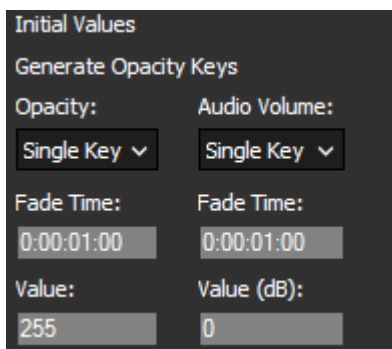 Initial Values
Generate Opacity Keys
Opacity: Audio Volume:
Single Key Single Key
Fade Time: Fade Time:
0:00:01:00 0:00:01:00
Value: Value (dB):
255 0